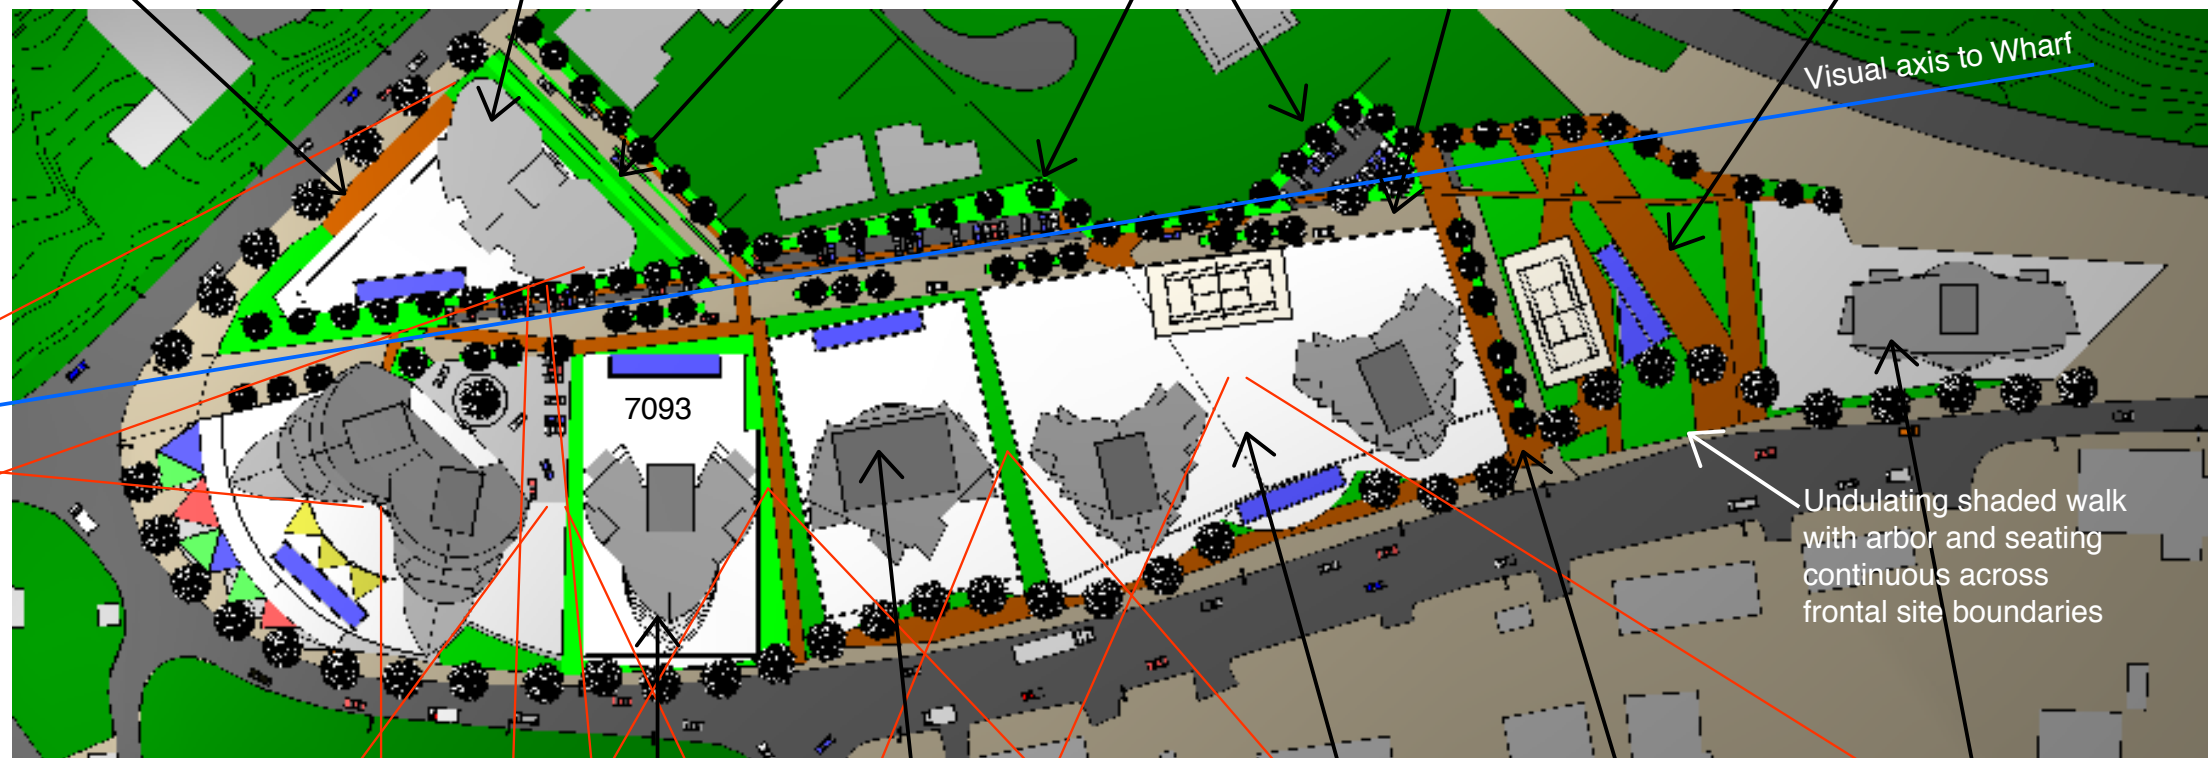 Visual axis to Wharf
7093
Undulating shaded walk
with arbor and seating
continuous across
frontal site boundaries